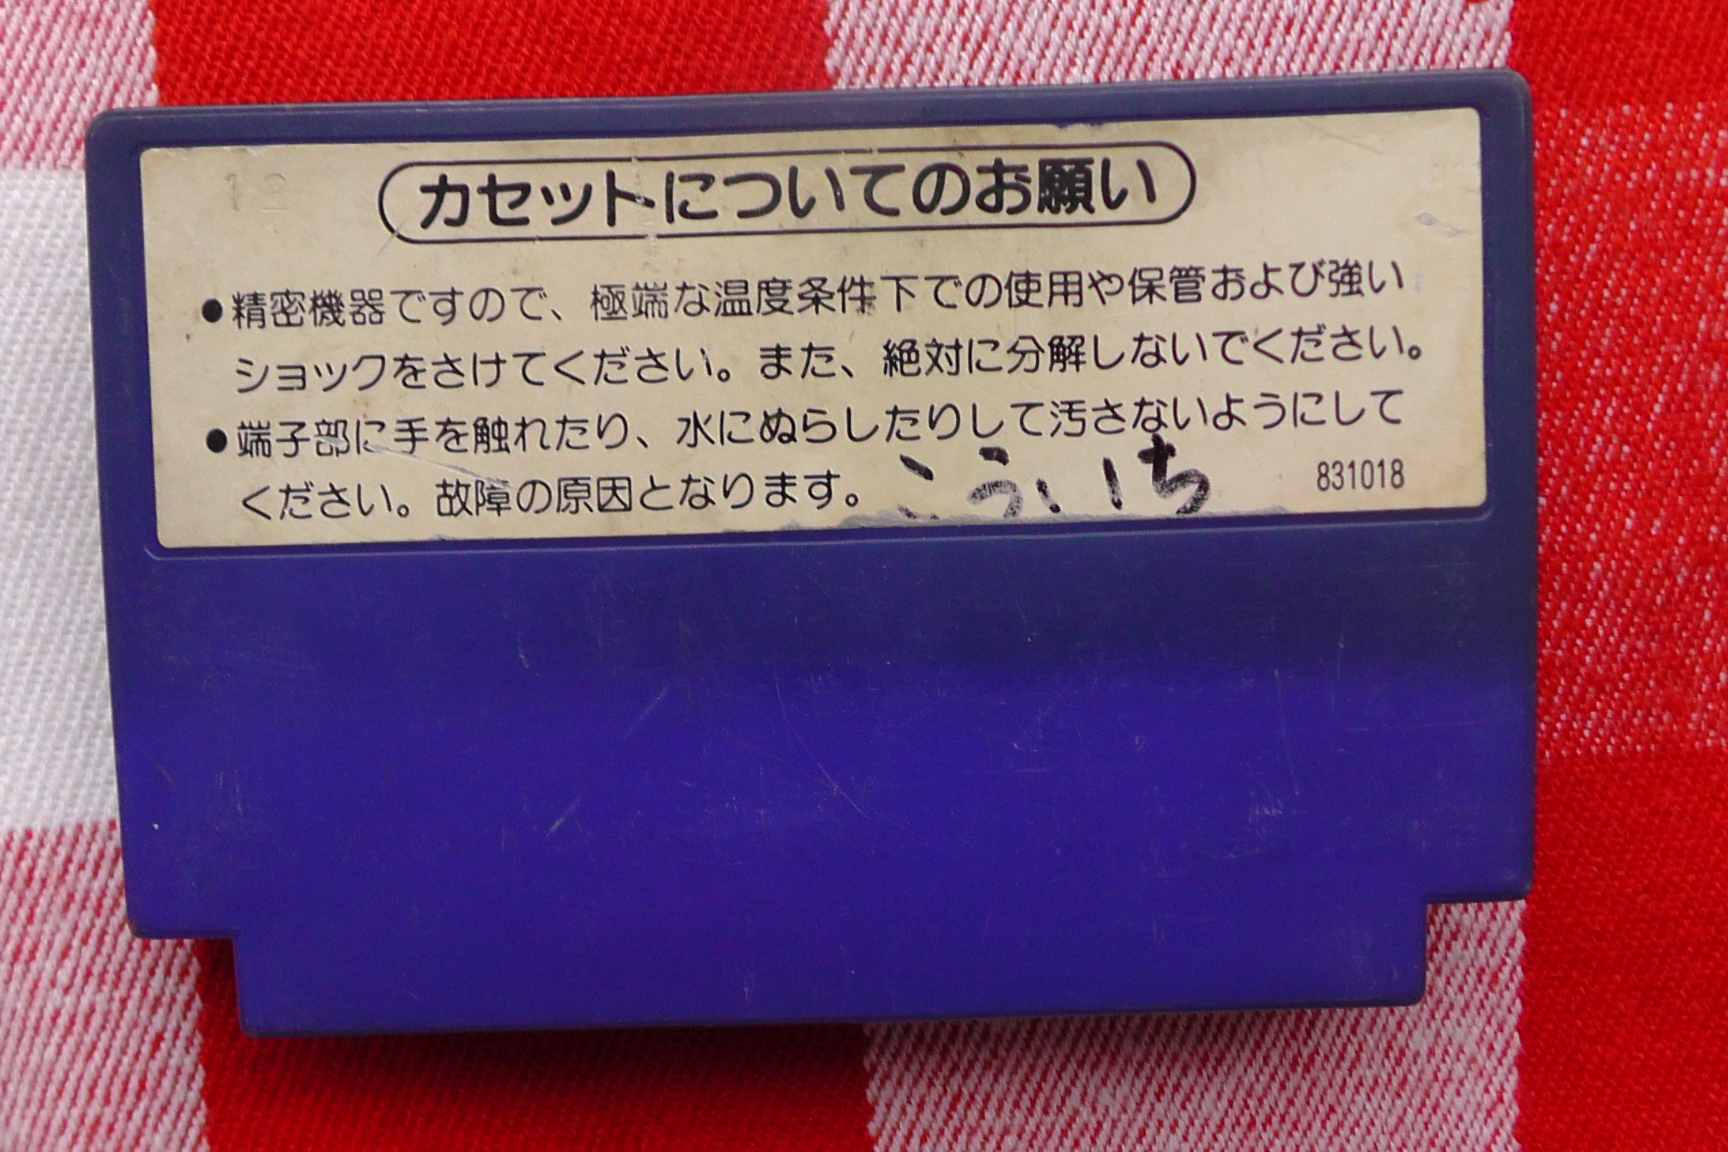 12
カセットについてのお願い
●精密機器ですので、極端な温度条件下での使用や保管および強い
ショックをさけてください。また、絶対に分解しないでください。
●端子部に手を触れたり、水にぬらしたりして汚さないようにして
ください。故障の原因となります。
こういち
831018